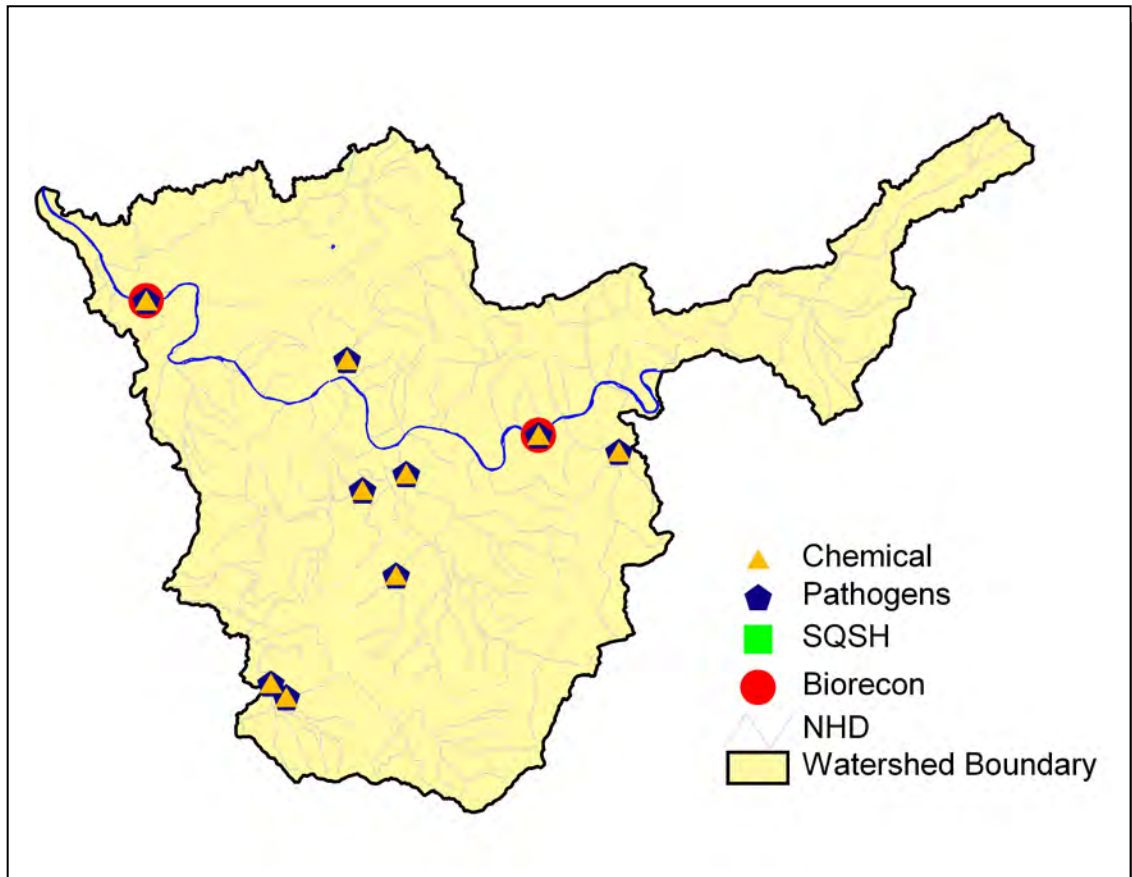 Chemical
Pathogens
SQSH
Biorecon
NHD
Watershed Boundary